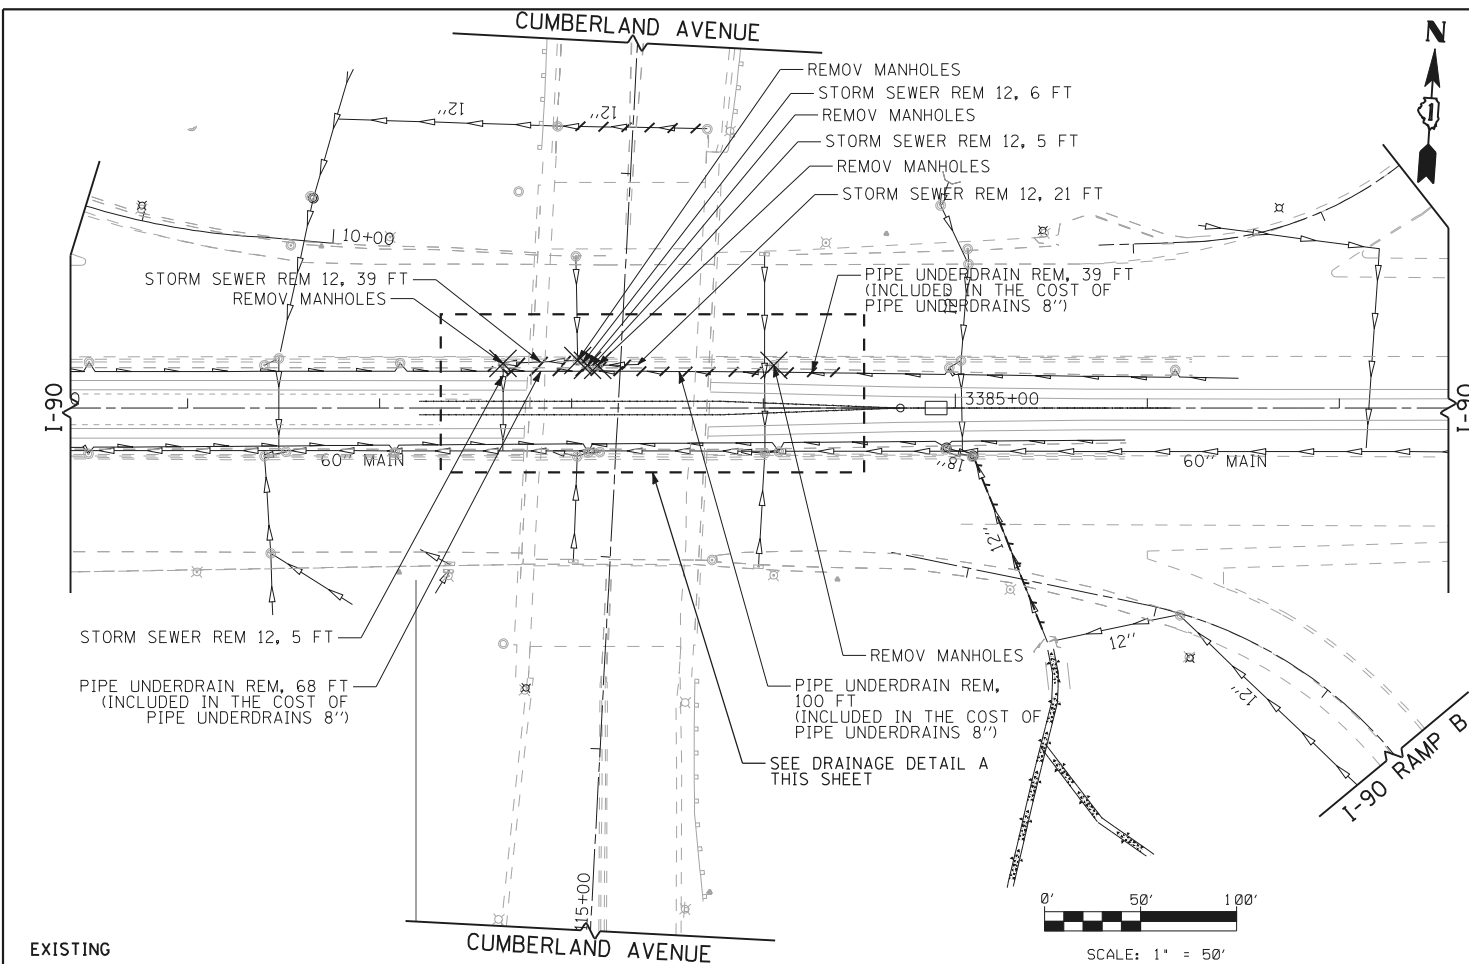 CUMBERLAND AVENUE
N
1
REMOV MANHOLES
STORM SEWER REM 12, 6 FT
REMOV MANHOLES
STORM SEWER REM 12, 5 FT
REMOV MANHOLES
STORM SEWER REM 12, 21 FT
12"
12"
10+00
STORM SEWER REM 12, 39 FT
REMOV MANHOLES
PIPE UNDERDRAIN REM, 39 FT
(INCLUDED IN THE COST OF
PIPE UNDERDRAINS 8")
12"
I-90
3385+00
I-90
60" MAIN
18"
60" MAIN
12"
STORM SEWER REM 12, 5 FT
12"
REMOV MANHOLES
PIPE UNDERDRAIN REM, 68 FT
(INCLUDED IN THE COST OF
PIPE UNDERDRAINS 8")
PIPE UNDERDRAIN REM,
100 FT
(INCLUDED IN THE COST OF
PIPE UNDERDRAINS 8")
12"
SEE DRAINAGE DETAIL A
THIS SHEET
I-90 RAMP B
115+00
0' 50' 100'
SCALE: 1" = 50'
EXISTING
CUMBERLAND AVENUE